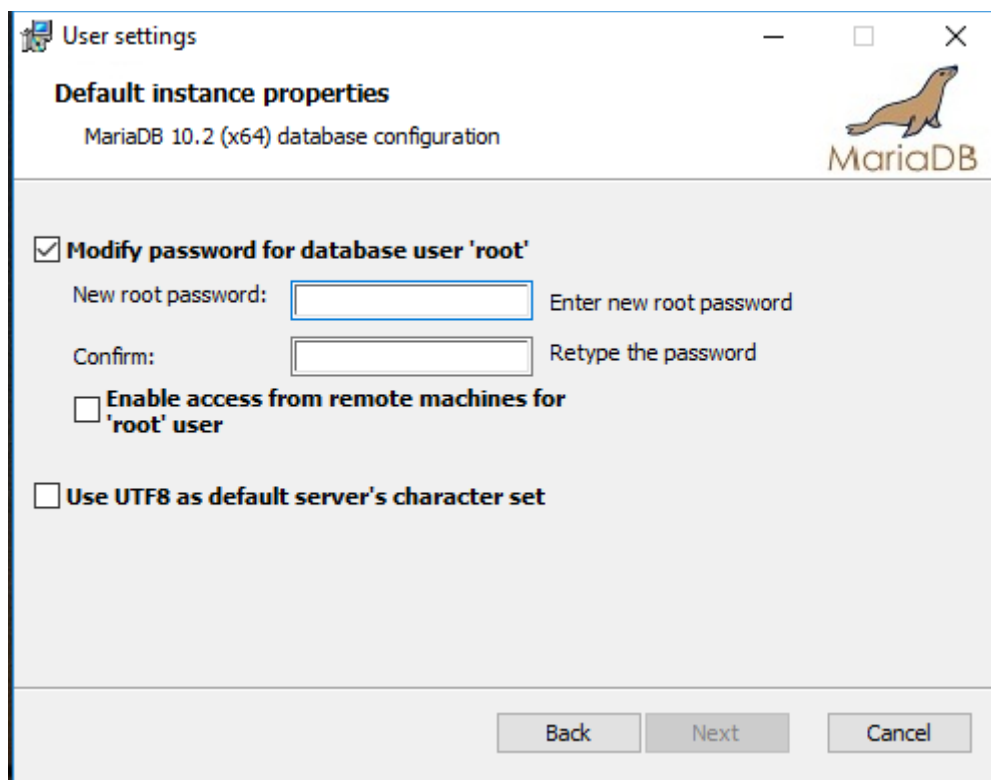 User settings
Default instance properties
MariaDB 10.2 (x64) database configuration
MariaDB
Modify password for database user 'root'
New root password:
Enter new root password
Confirm:
Retype the password
Enable access from remote machines for
'root' user
Use UTF8 as default server's character set
Back
Next
Cancel